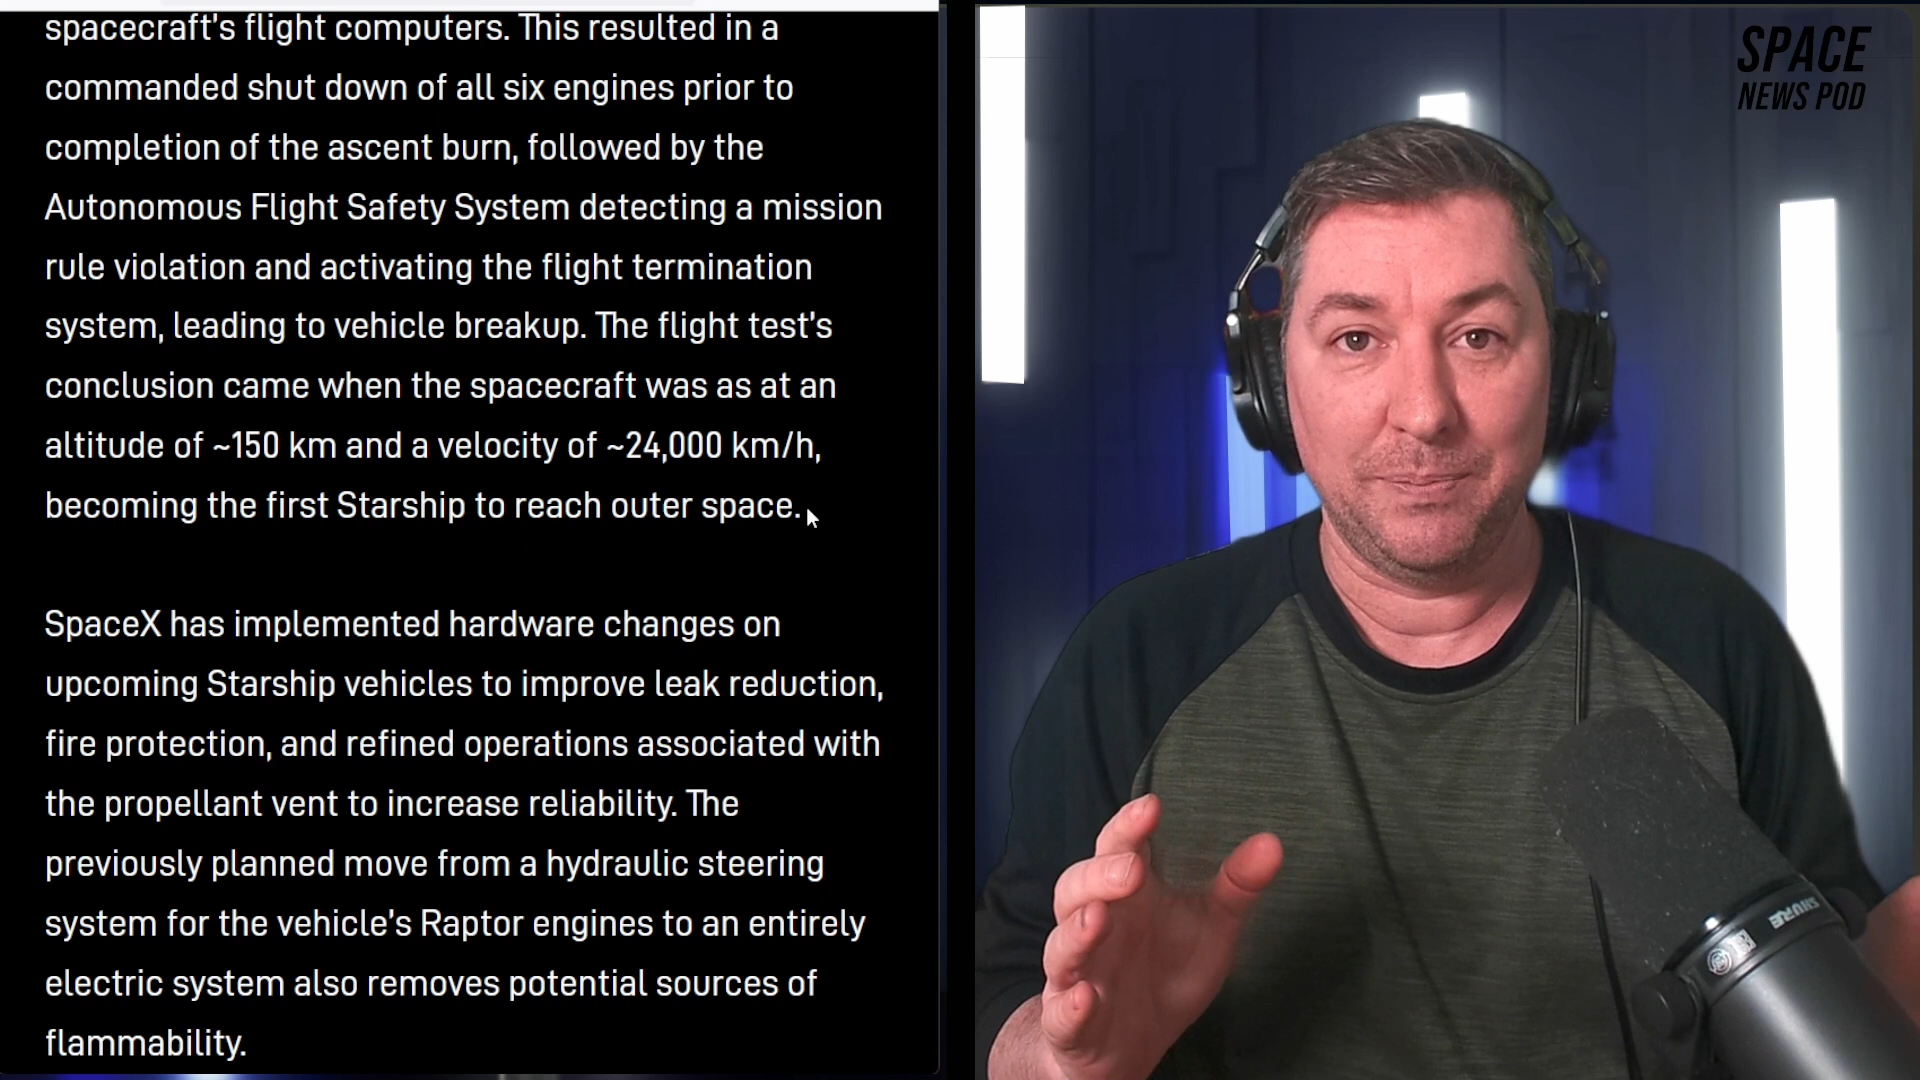 spacecraft's flight computers. This resulted in a
commanded shut down of all six engines prior to
completion of the ascent burn, followed by the
Autonomous Flight Safety System detecting a mission
rule violation and activating the flight termination
system, leading to vehicle breakup. The flight test's
conclusion came when the spacecraft was as at an
altitude of ~150 km and a velocity of ~24,000 km/h,
becoming the first Starship to reach outer space.
SpaceX has implemented hardware changes on
upcoming Starship vehicles to improve leak reduction,
fire protection, and refined operations associated with
the propellant vent to increase reliability. The
previously planned move from a hydraulic steering
system for the vehicle's Raptor engines to an entirely
electric system also removes potential sources of
flammability.
SPACE
NEWS POD
SHURE